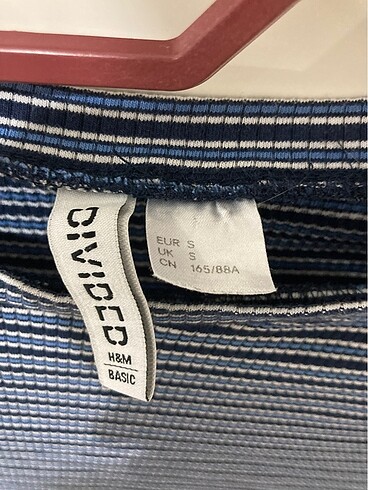 DIVIDED
H&M
BASIC
EUR S
UK S
CN 165/88A